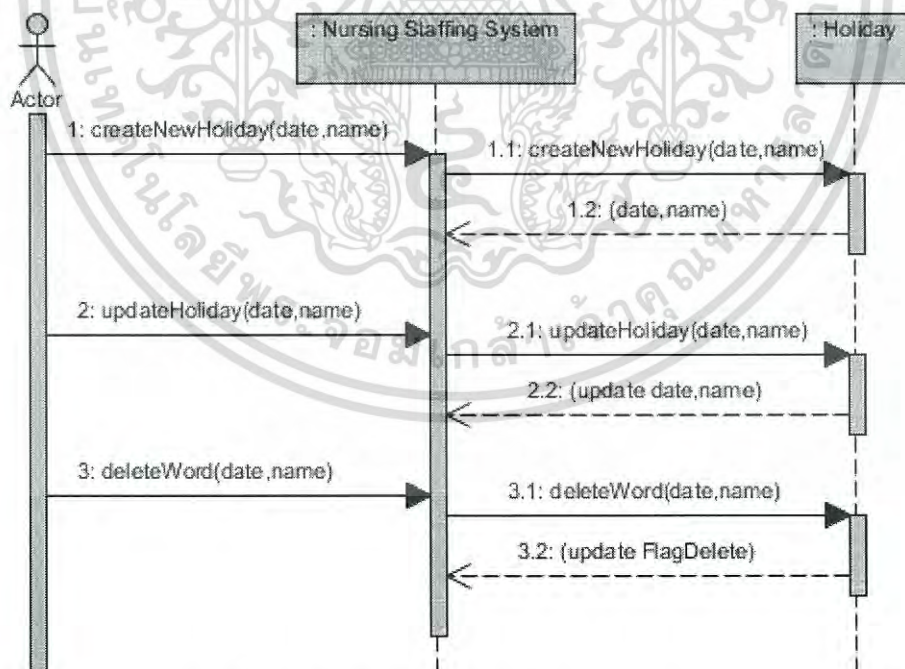 : Nursing Staffing System
: Holiday
Actor
1: createNewHoliday(date,name)
1.1: createNewHoliday(date,name)
1.2: (date,name)
2: updateHoliday(date,name)
2.1: updateHoliday(date,name)
2.2: (update date,name)
3: deleteWord(date,name)
3.1: deleteWord(date,name)
3.2: (update FlagDelete)